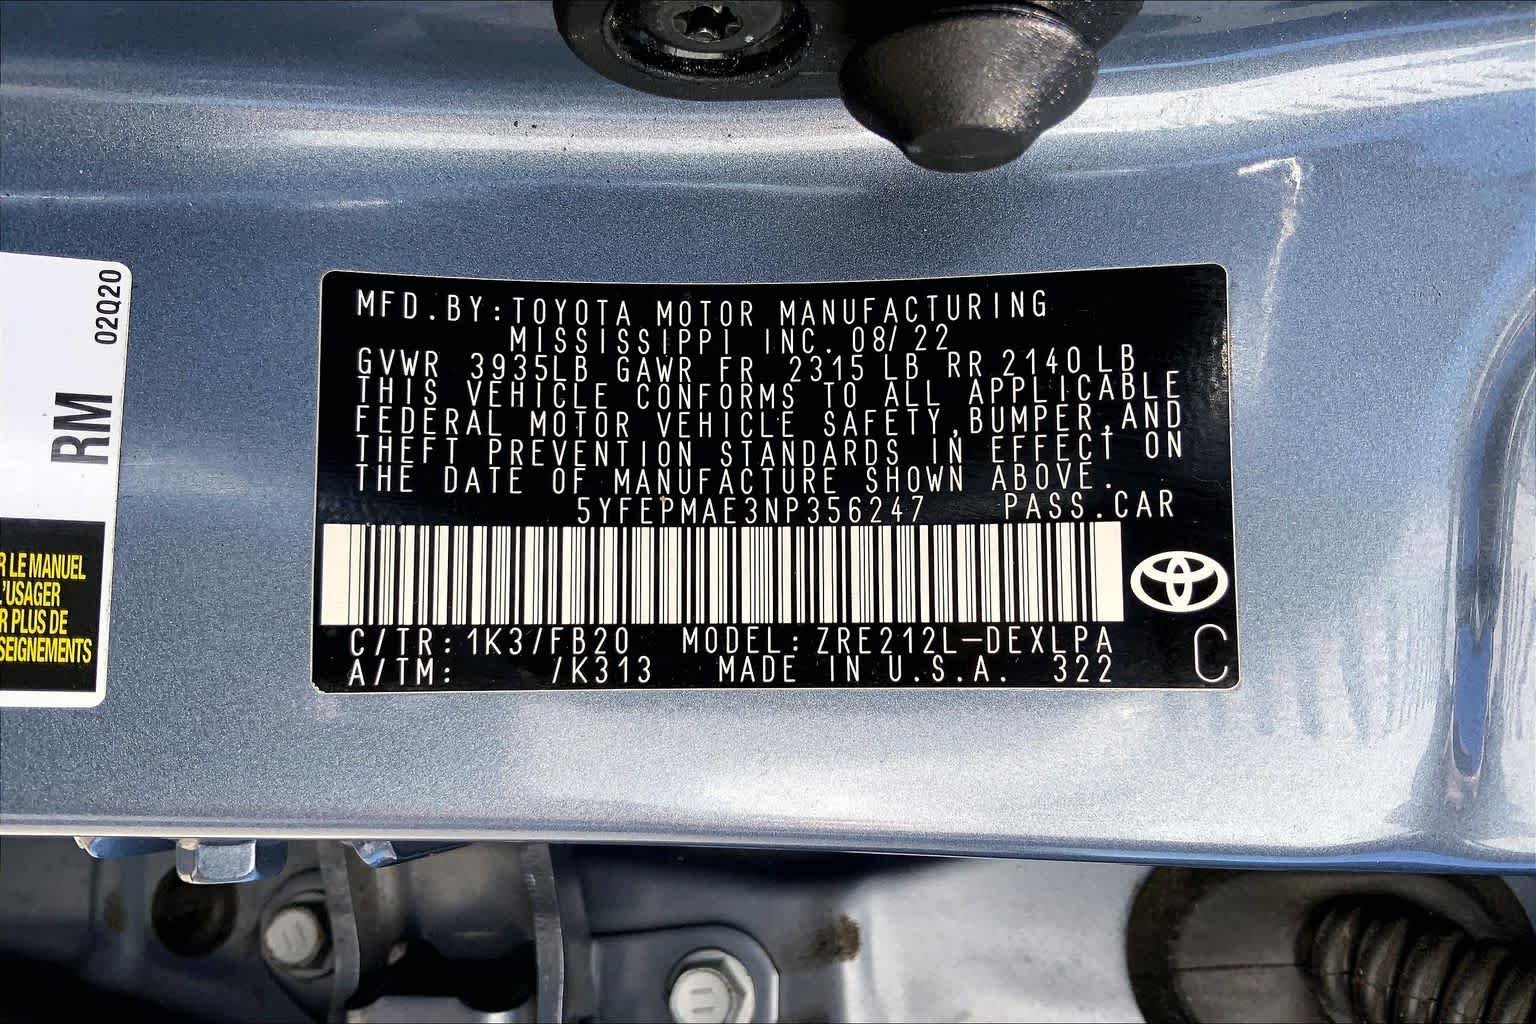 02Q20
RM
R LE MANUEL
L'USAGER
R PLUS DE
SEIGNEMENTS
MFD.BY:TOYOTA MOTOR MANUFACTURING
MISSISSIPPI INC. 08/22
GVWR 3935LB GAWR FR 2315 LB RR 2140 LB
THIS VEHICLE CONFORMS TO ALL APPLICABLE
FEDERAL MOTOR VEHICLE SAFETY,BUMPER,AND
THEFT PREVENTION STANDARDS IN EFFECT ON
THE DATE OF MANUFACTURE SHOWN ABOVE.
5YFEPMAE3NP356247 PASS.CAR
C/TR:1K3/FB20 MODEL:ZRE212L-DEXLPA
A/TM: /K313 MADE IN U.S.A. 322
C